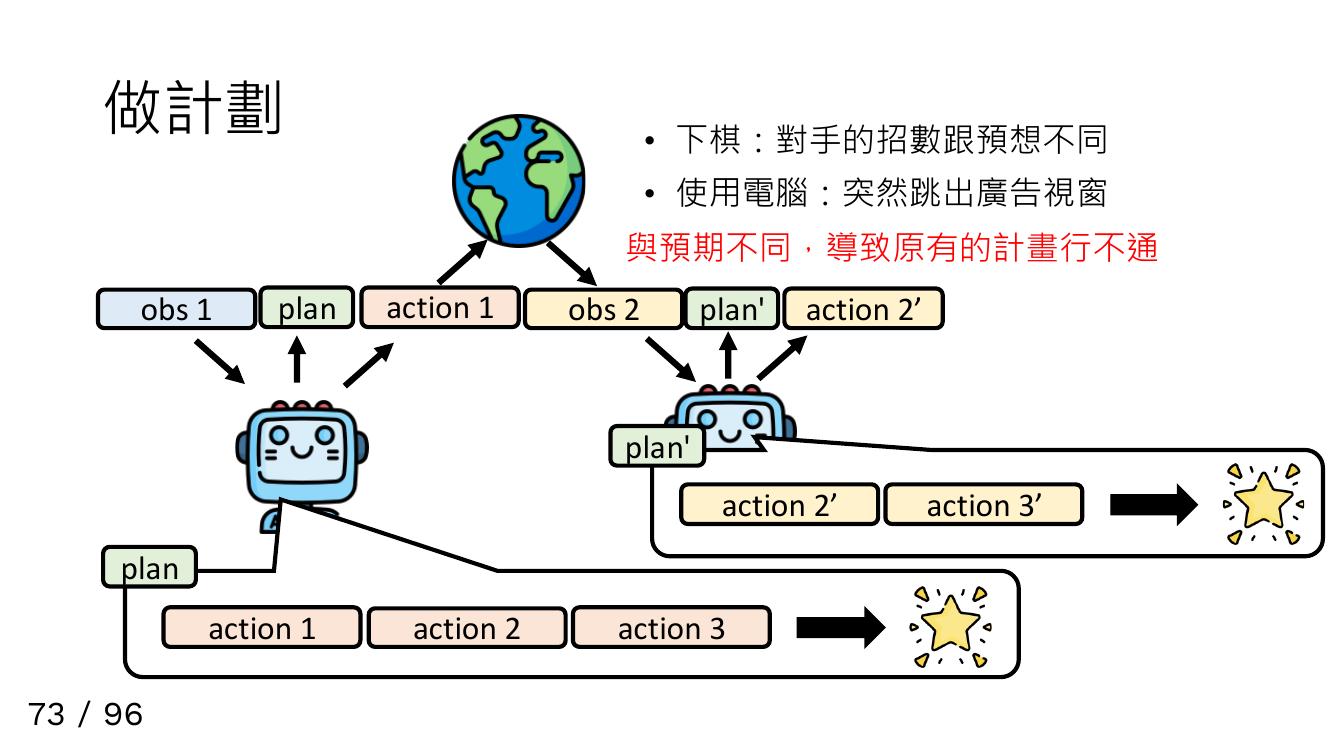 做計劃
• 下棋：對手的招數跟預想不同
• 使用電腦：突然跳出廣告視窗
與預期不同，導致原有的計畫行不通
obs 1 plan action 1 obs 2 plan' action 2’
plan'
action 2’ action 3’
plan
action 1 action 2 action 3
73 / 96